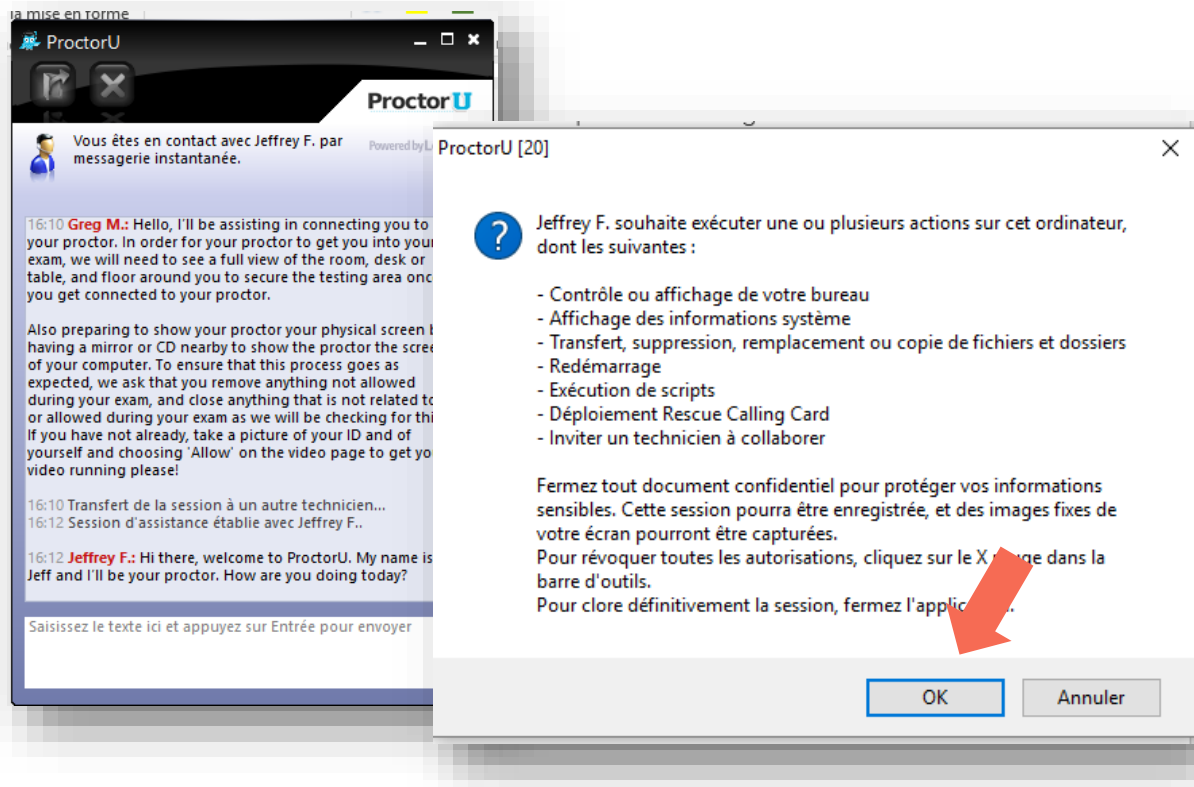 la mise en forme
ProctorU
ProctorU
Vous êtes en contact avec Jeffrey F. par
messagerie instantanée.
Powered by
16:10 Greg M.: Hello, I'll be assisting in connecting you to
your proctor. In order for your proctor to get you into your
exam, we will need to see a full view of the room, desk or
table, and floor around you to secure the testing area
you get connected to your proctor.
Also preparing to show your proctor your physical screen
having a mirror or CD nearby to show the proctor the
of your computer. To ensure that this process goes as
expected, we ask that you remove anything not allowed
during your exam, and close anything that is not related to
or allowed during your exam as we will be checking for
If you have not already, take a picture of your ID and of
yourself and choosing 'Allow' on the video page to get
video running please!
16:10 Transfert de la session à un autre technicien...
16:12 Session d'assistance établie avec Jeffrey F..
16:12 Jeffrey F.: Hi there, welcome to ProctorU. My name is
Jeff and I'll be your proctor. How are you doing today?
Saisissez le texte ici et appuyez sur Entrée pour envoyer
ProctorU [20]
Jeffrey F. souhaite exécuter une ou plusieurs actions sur cet ordinateur,
dont les suivantes :
- Contrôle ou affichage de votre bureau
- Affichage des informations système
- Transfert, suppression, remplacement ou copie de fichiers et dossiers
- Redémarrage
- Exécution de scripts
- Déploiement Rescue Calling Card
- Inviter un technicien à collaborer
Fermez tout document confidentiel pour protéger vos informations
sensibles. Cette session pourra être enregistrée, et des images fixes de
votre écran pourront être capturées.
Pour révoquer toutes les autorisations, cliquez sur le X dans la
barre d'outils.
Pour clore définitivement la session, fermez
OK
Annuler